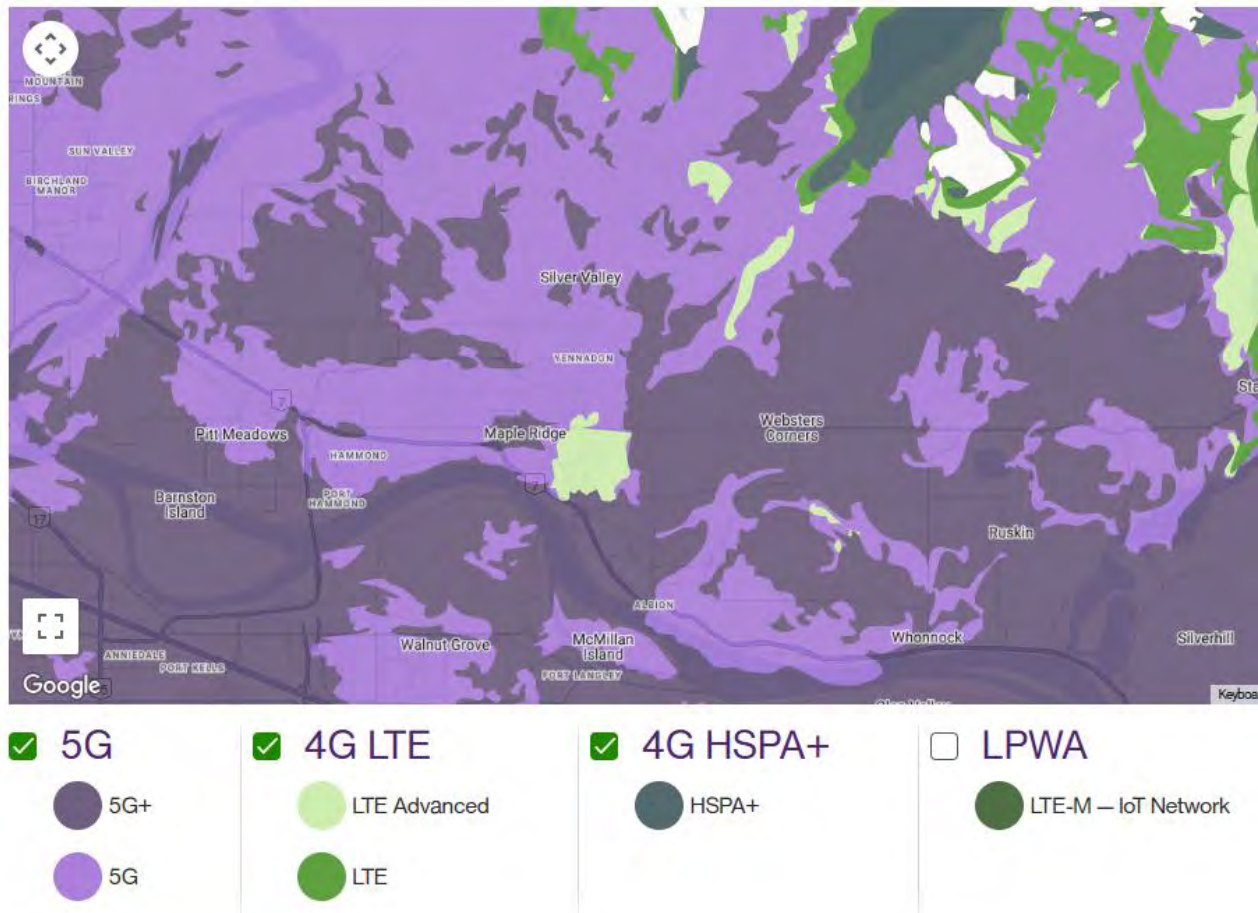 MOUNTAIN
RINGS
SUN VALLEY
BIRCHLAND
MANOR
Silver Valley
YENNADON
7
Pitt Meadows
Maple Ridge
Websters
Corners
HAMMOND
PORT
HAMMOND
7
Barnston
Island
17
Ruskin
ALBION
Walnut Grove
McMillan
Island
Whonnock
Silverhill
ANNIEDALE
PORT KELLS
FORT LANGLEY
Google
Keyboa
5G
4G LTE
4G HSPA+
LPWA
5G+
LTE Advanced
HSPA+
LTE-M — IoT Network
5G
LTE